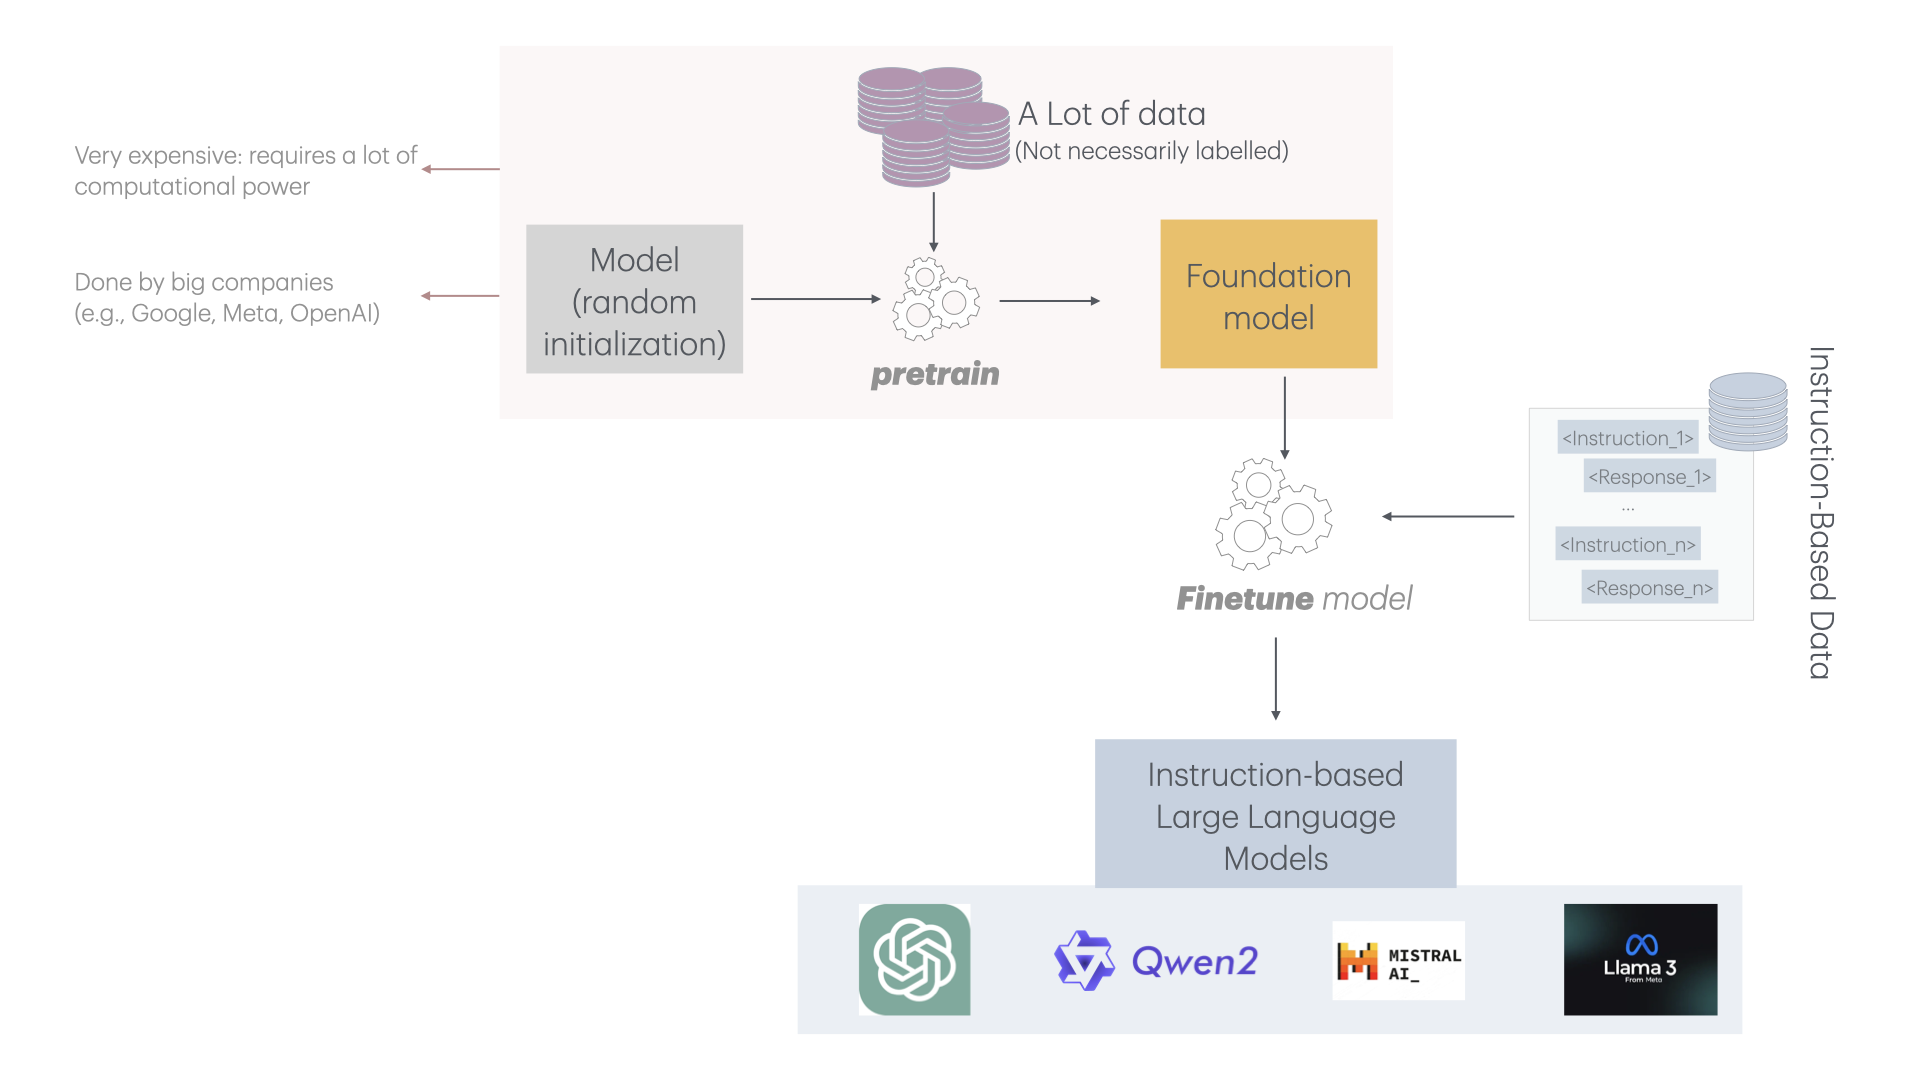 A Lot of data
(Not necessarily labelled)
Very expensive: requires a lot of
computational power
Done by big companies
(e.g., Google, Meta, OpenAI)
Model
(random
initialization)
pretrain
Foundation
model
Instruction-Based Data
<Instruction_1>
<Response_1>
...
<Instruction_n>
<Response_n>
Finetune model
Instruction-based
Large Language
Models
Qwen2
MISTRAL
AI_
Llama 3
From Meta